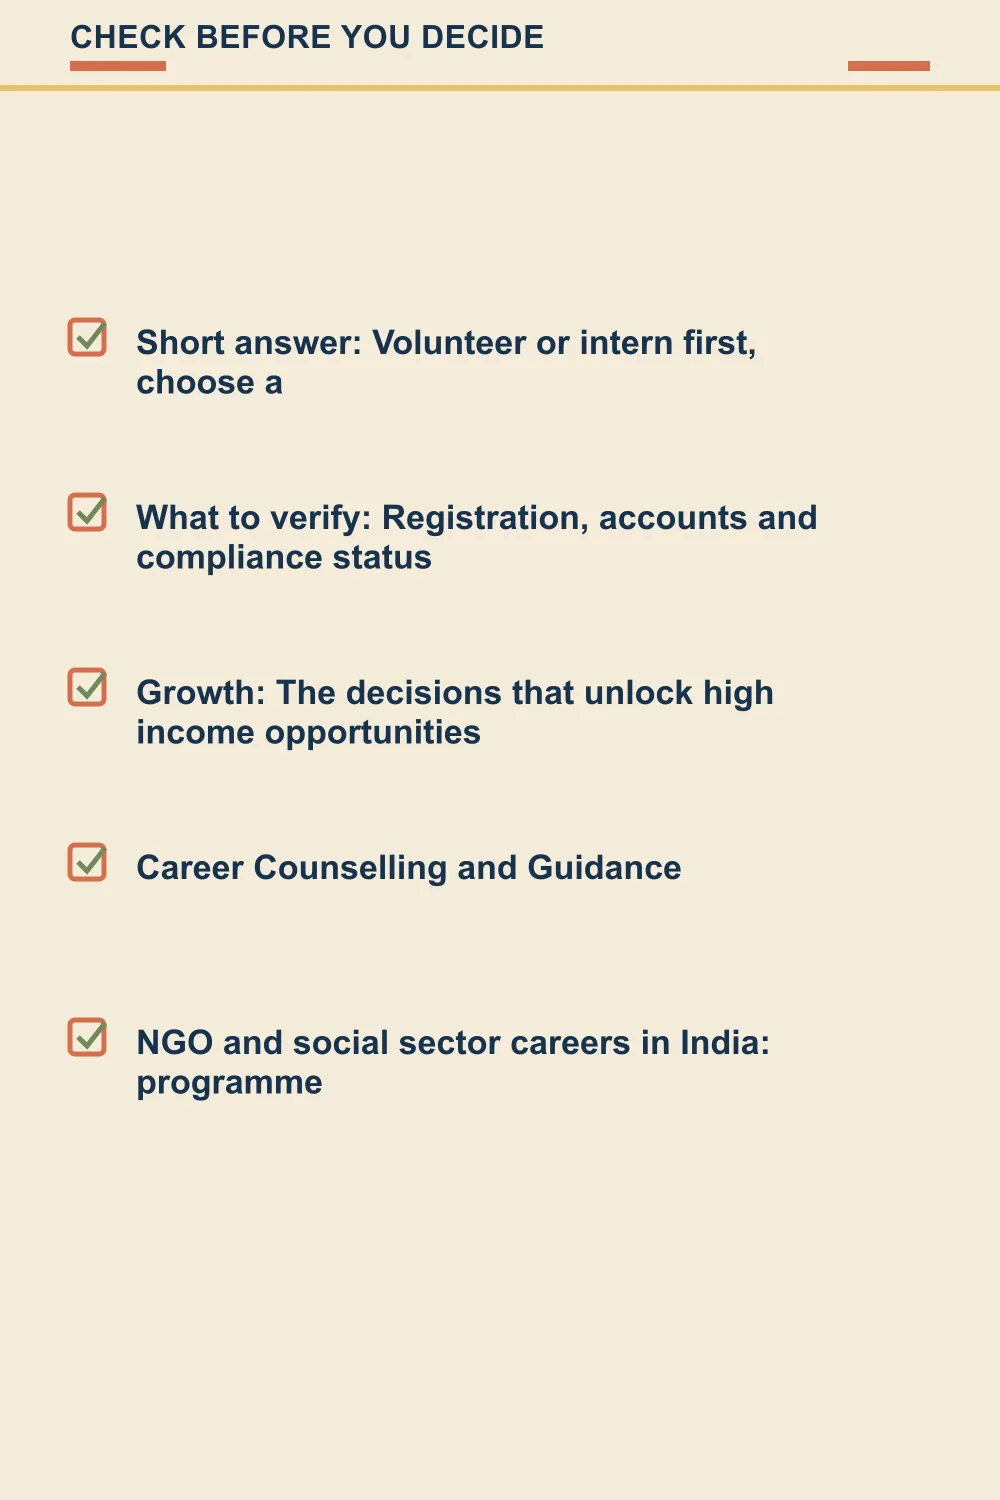 CHECK BEFORE YOU DECIDE
Short answer: Volunteer or intern first,
choose a
What to verify: Registration, accounts and
compliance status
Growth: The decisions that unlock high
income opportunities
Career Counselling and Guidance
NGO and social sector careers in India:
programme